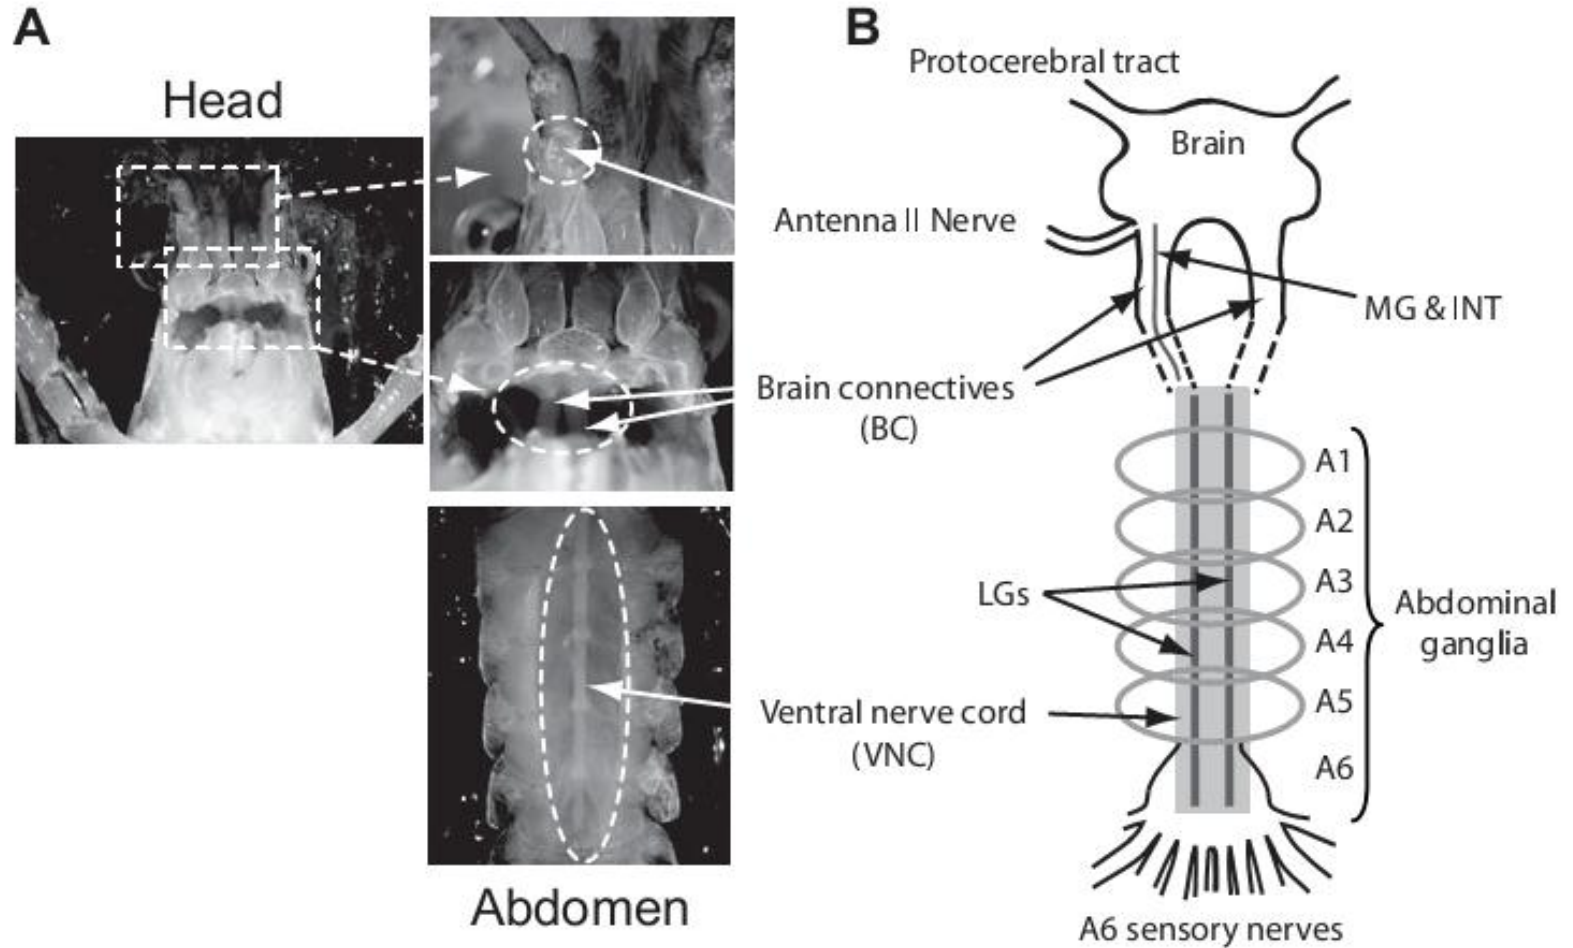 A
Head
Abdomen
B
Protocerebral tract
Brain
Antenna II Nerve
MG & INT
Brain connectives
(BC)
A1
A2
A3
A4
A5
A6
LGs
Abdominal
ganglia
Ventral nerve cord
(VNC)
A6 sensory nerves